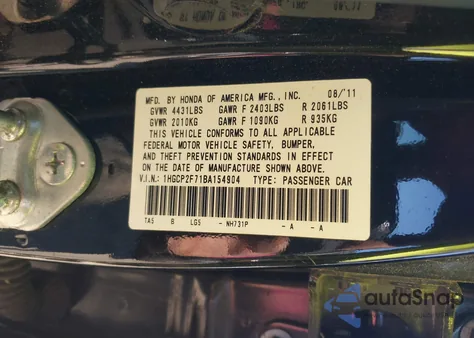 MFD. BY HONDA OF AMERICA MFG., INC. 08/11
GVWR 4431LBS GAWR F 2403LBS R 2061LBS
GVWR 2010KG GAWR F 1090KG R 935KG
THIS VEHICLE CONFORMS TO ALL APPLICABLE
FEDERAL MOTOR VEHICLE SAFETY, BUMPER,
AND THEFT PREVENTION STANDARDS IN EFFECT
ON THE DATE OF MANUFACTURE SHOWN ABOVE.
V.I.N.: 1HGCP2F71BA154904 TYPE: PASSENGER CAR
TA5 B LG5 - NH731P -A -A
autoSnap